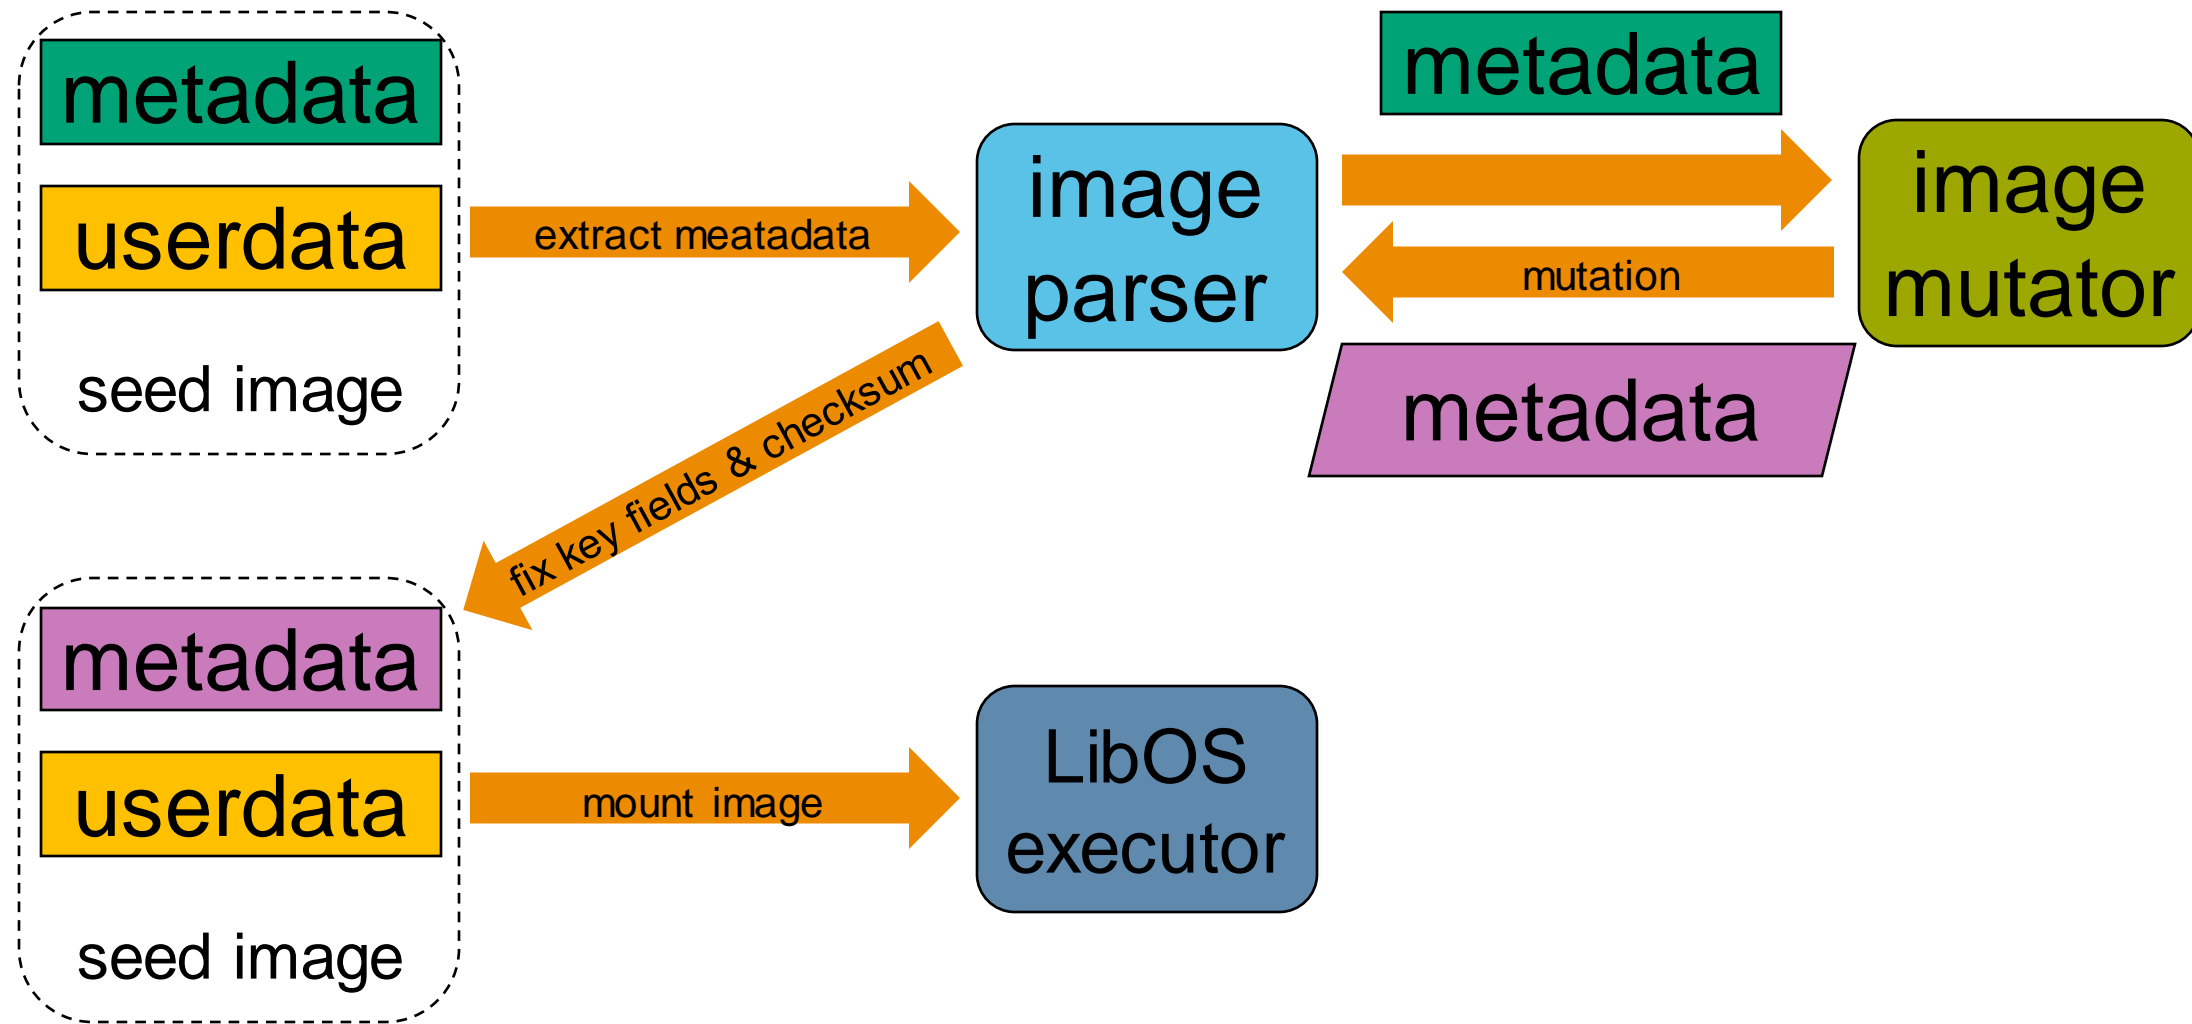 metadata
userdata
seed image
extract meatadata
image
parser
metadata
mutation
metadata
image
mutator
fix key fields & checksum
metadata
userdata
seed image
mount image
LibOS
executor